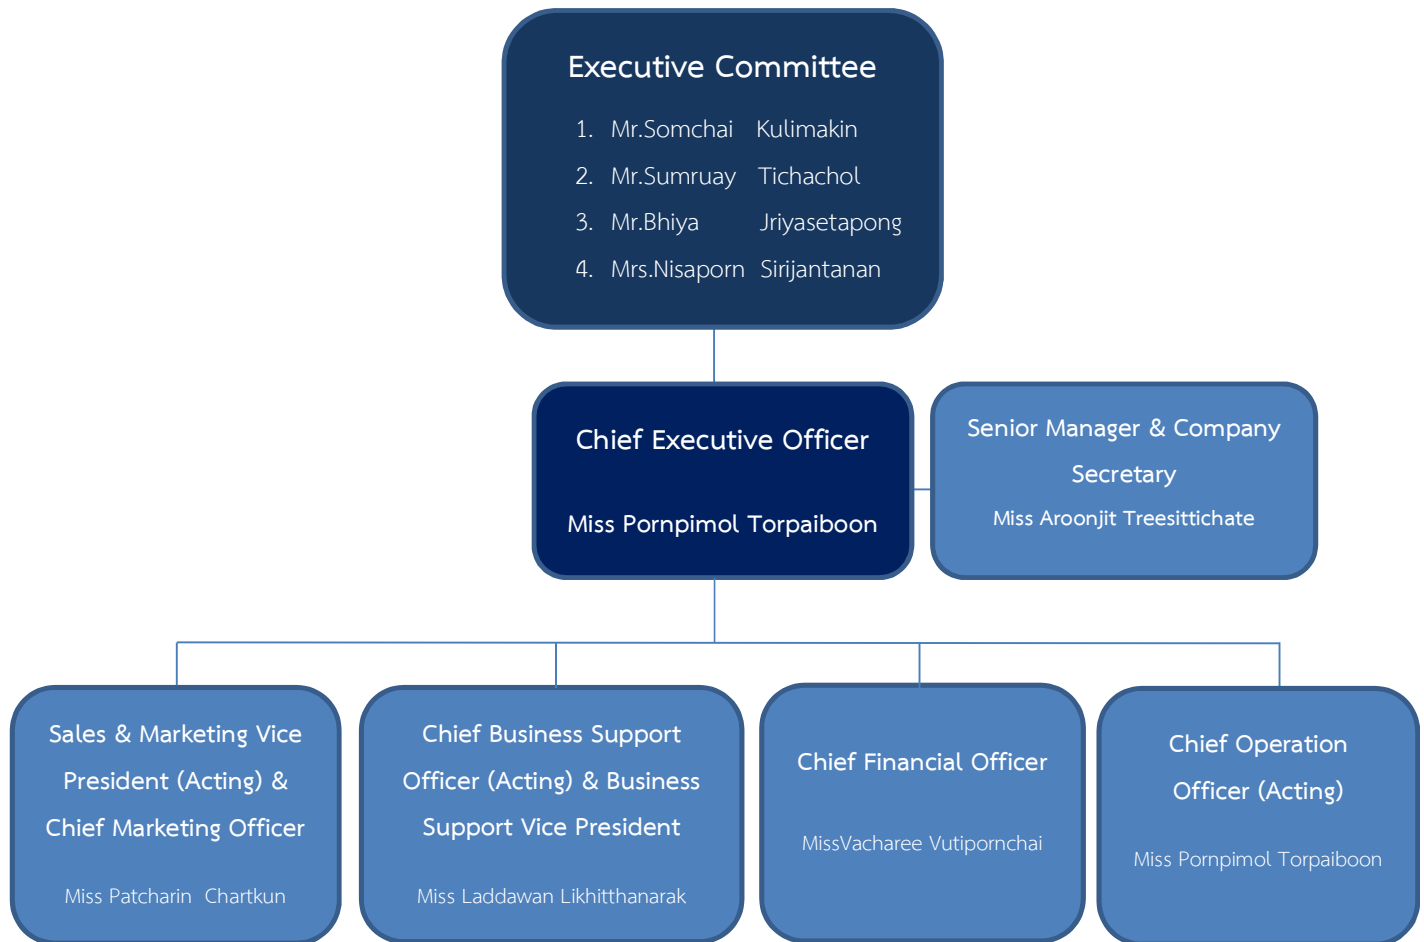 Executive Committee
1. Mr.Somchai Kulimakin
2. Mr.Sumruay Tichachol
3. Mr.Bhiya Jriyasetapong
4. Mrs.Nisaporn Sirijantanan
Chief Executive Officer
Miss Pornpimol Torpaiboon
Senior Manager & Company
Secretary
Miss Aroonjit Treesittichate
Sales & Marketing Vice
President (Acting) &
Chief Marketing Officer
Miss Patcharin Chartkun
Chief Business Support
Officer (Acting) & Business
Support Vice President
Miss Laddawan Likhitthanarak
Chief Financial Officer
MissVacharee Vutipornchai
Chief Operation
Officer (Acting)
Miss Pornpimol Torpaiboon